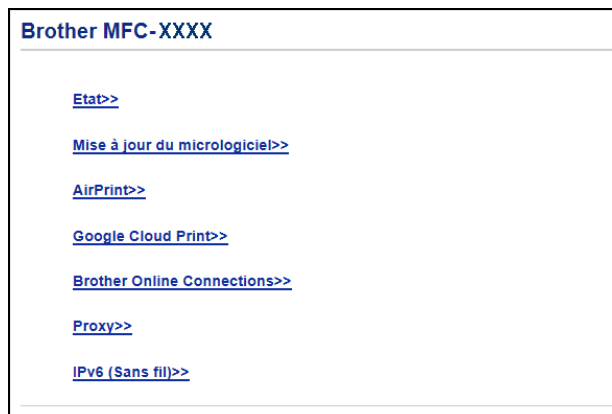 Brother MFC-XXXX
Etat>>
Mise à jour du micrologiciel>>
AirPrint>>
Google Cloud Print>>
Brother Online Connections>>
Proxy>>
IPv6 (Sans fil)>>